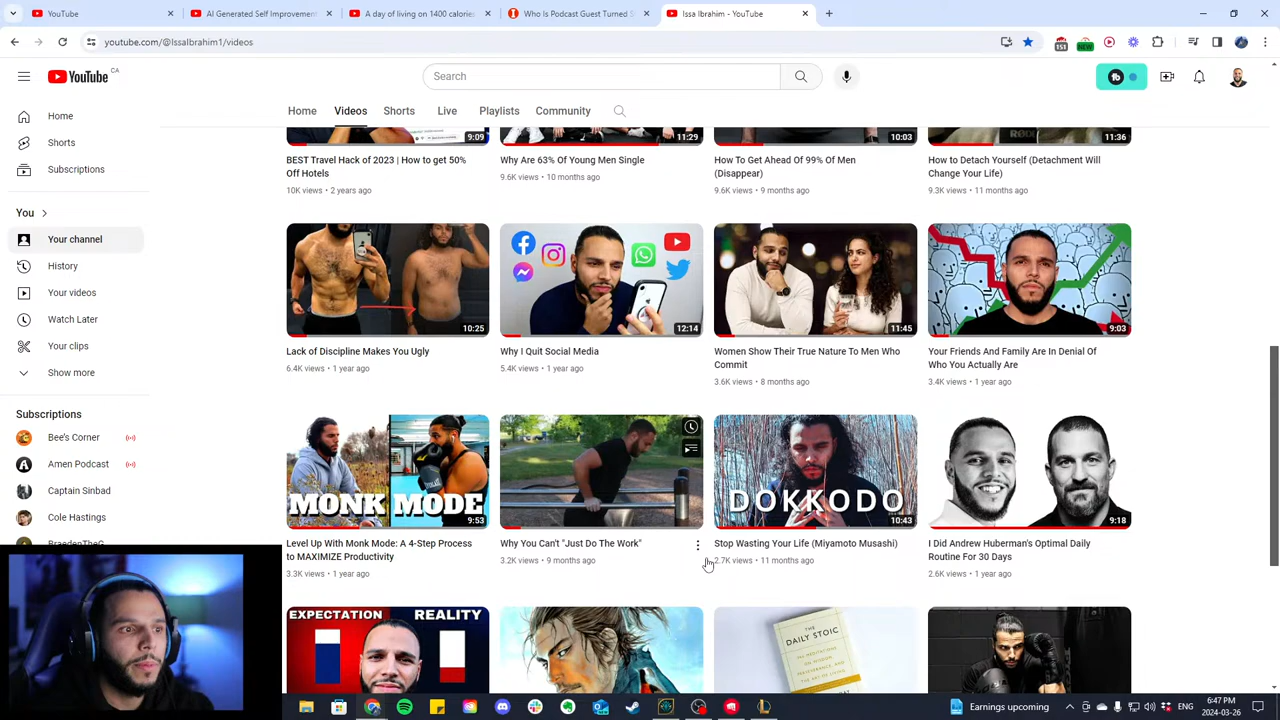 YouTube
AI Generated Self Improvement
A day of living on 1400 calories
Who Is Podcast Guest Turned S
Issa Ibrahim - YouTube
youtube.com/@IssaIbrahim1/videos
151
NEW
YouTube CA
Search
Home
Videos
Shorts
Live
Playlists
Community
Home
Shorts
Subscriptions
You
Your channel
History
Your videos
Watch Later
Your clips
Show more
Subscriptions
Bee's Corner
Amen Podcast
Captain Sinbad
Cole Hastings
BraedenTheG
9:09
11:29
10:03
11:36
BEST Travel Hack of 2023 | How to get 50%
Off Hotels
10K views • 2 years ago
Why Are 63% Of Young Men Single
9.6K views • 10 months ago
How To Get Ahead Of 99% Of Men
(Disappear)
9.6K views • 9 months ago
How to Detach Yourself (Detachment Will
Change Your Life)
9.3K views • 11 months ago
10:25
12:14
11:45
9:03
Lack of Discipline Makes You Ugly
6.4K views • 1 year ago
Why I Quit Social Media
5.4K views • 1 year ago
Women Show Their True Nature To Men Who
Commit
3.6K views • 8 months ago
Your Friends And Family Are In Denial Of
Who You Actually Are
3.4K views • 1 year ago
MONK MODE
9:53
DOKKODO
10:43
9:18
Level Up With Monk Mode: A 4-Step Process
to MAXIMIZE Productivity
3.3K views • 1 year ago
Why You Can't "Just Do The Work"
3.2K views • 9 months ago
Stop Wasting Your Life (Miyamoto Musashi)
2.7K views • 11 months ago
I Did Andrew Huberman's Optimal Daily
Routine For 30 Days
2.6K views • 1 year ago
EXPECTATION REALITY
THE
DAILY STOIC
Earnings upcoming
ENG
6:47 PM
2024-03-26